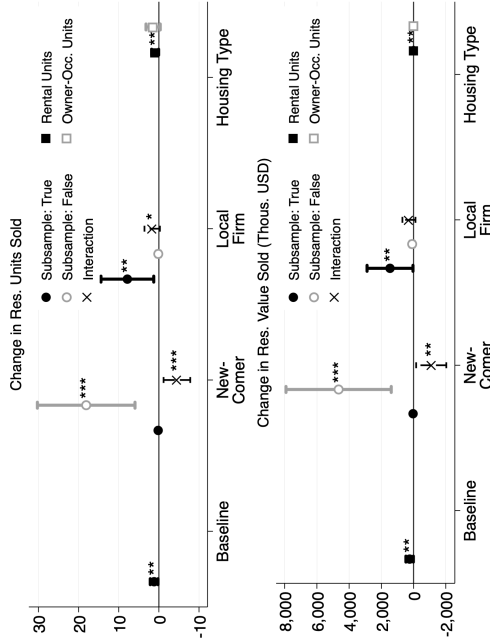 Change in Res. Units Sold
● Subsample: True ■ Rental Units
○ Subsample: False □ Owner-Occ. Units
× Interaction
30
20
10
0
-10
**
***
***
**
*
**
Baseline
New-
Comer
Local
Firm
Housing Type
Change in Res. Value Sold (Thous. USD)
● Subsample: True ■ Rental Units
○ Subsample: False □ Owner-Occ. Units
× Interaction
8,000
6,000
4,000
2,000
0
-2,000
**
***
**
**
**
Baseline
New-
Comer
Local
Firm
Housing Type